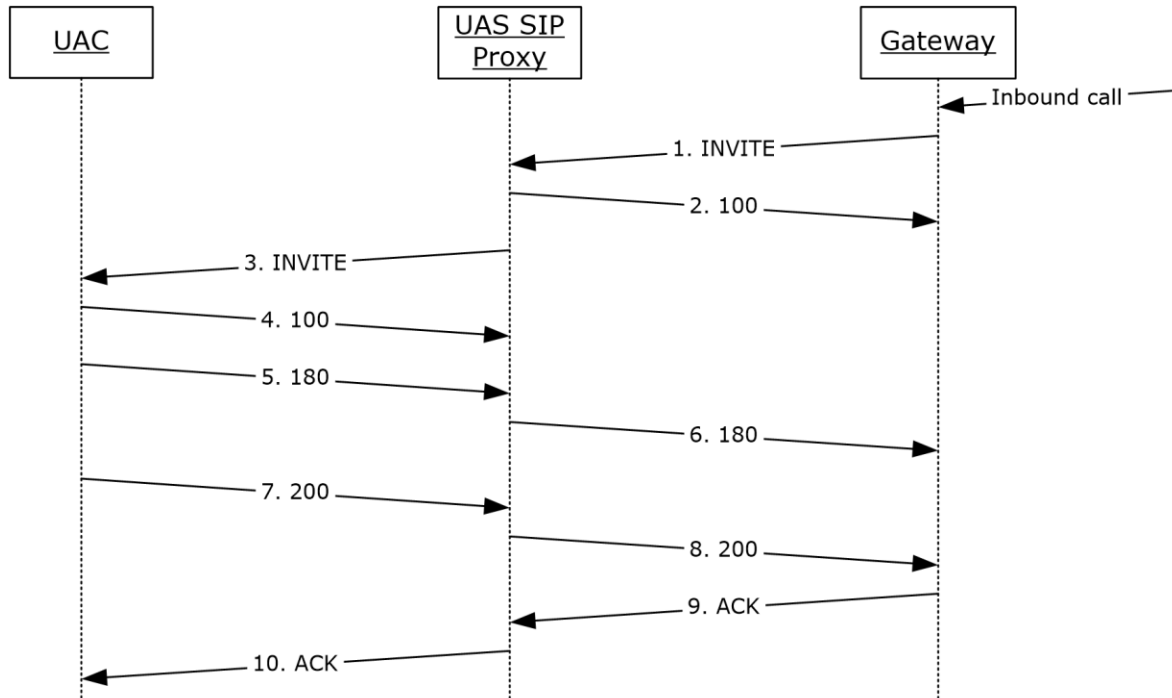 UAC
UAS SIP
Proxy
Gateway
Inbound call
1. INVITE
2. 100
3. INVITE
4. 100
5. 180
6. 180
7. 200
8. 200
9. ACK
10. ACK